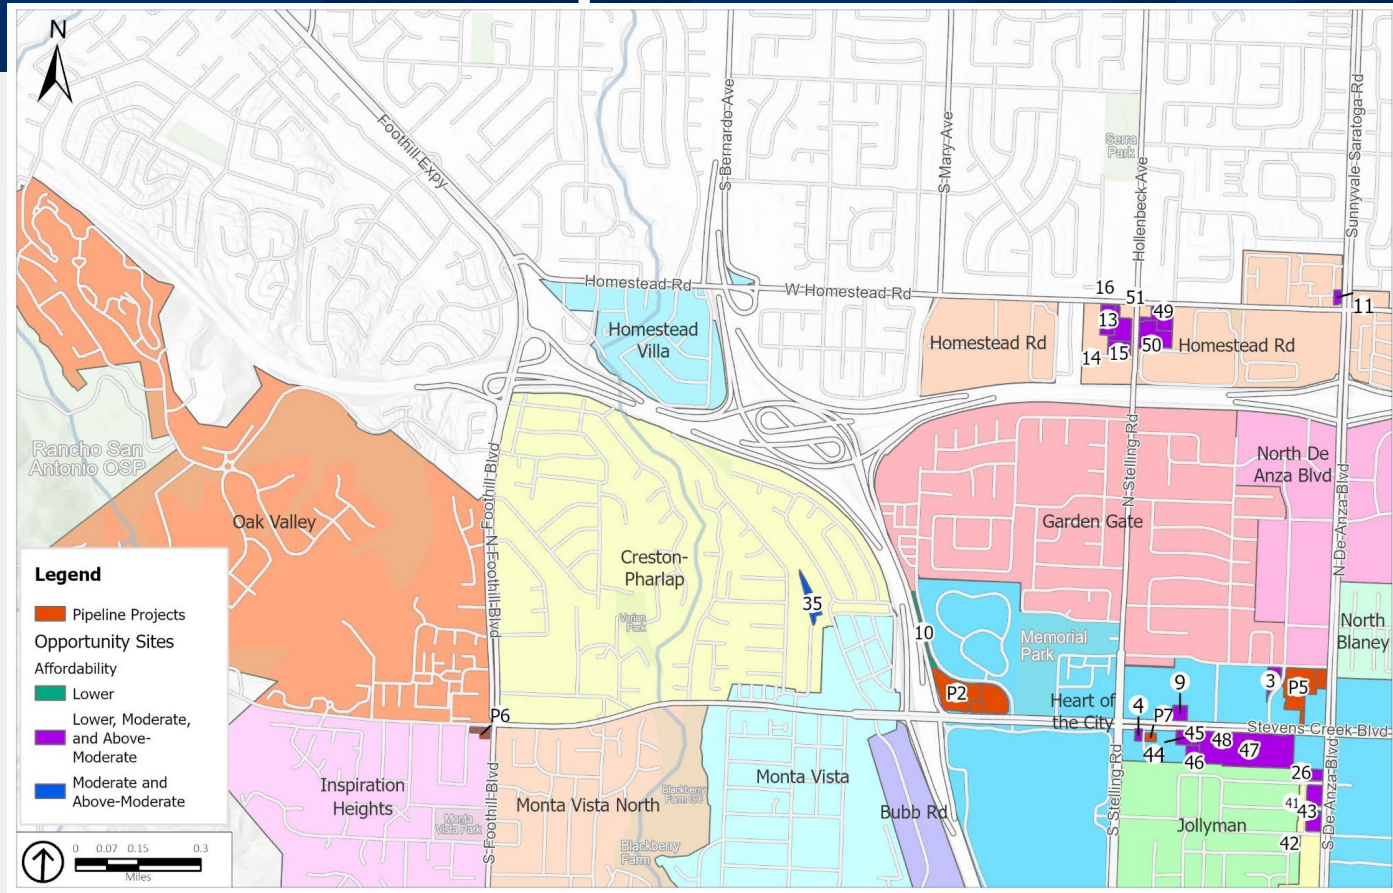 N
Foothill Expy
S Bernardo Ave
S Mary Ave
Serra
Park
Hollenbeck Ave
Sunnyvale-Saratoga Rd
Homestead Rd
W Homestead Rd
16
51
49
11
13
Homestead
Villa
Homestead Rd
14
15
50
Homestead Rd
Rancho San
Antonio OSP
N Foothill Blvd
N Stelling Rd
North De
Anza Blvd
N De Anza Blvd
Oak Valley
Garden Gate
Creston-
Pharlap
N Foothill Blvd
35
Varian
Park
10
Memorial
Park
North
Blaney
Legend
Pipeline Projects
Opportunity Sites
Affordability
Lower
Lower, Moderate,
and Above-
Moderate
Moderate and
Above-Moderate
P2
9
3
P5
Heart of
the City
4
P7
P6
Stevens Creek Blvd
45
48
47
44
46
26
Inspiration
Heights
Monta Vista North
Monta Vista
Bubb Rd
S Foothill Blvd
Monta
Vista Park
Blackberry
Farm GC
Blackberry
Farm
S Stelling Rd
S De Anza Blvd
41
43
Jollyman
42
0 0.07 0.15 0.3
Miles